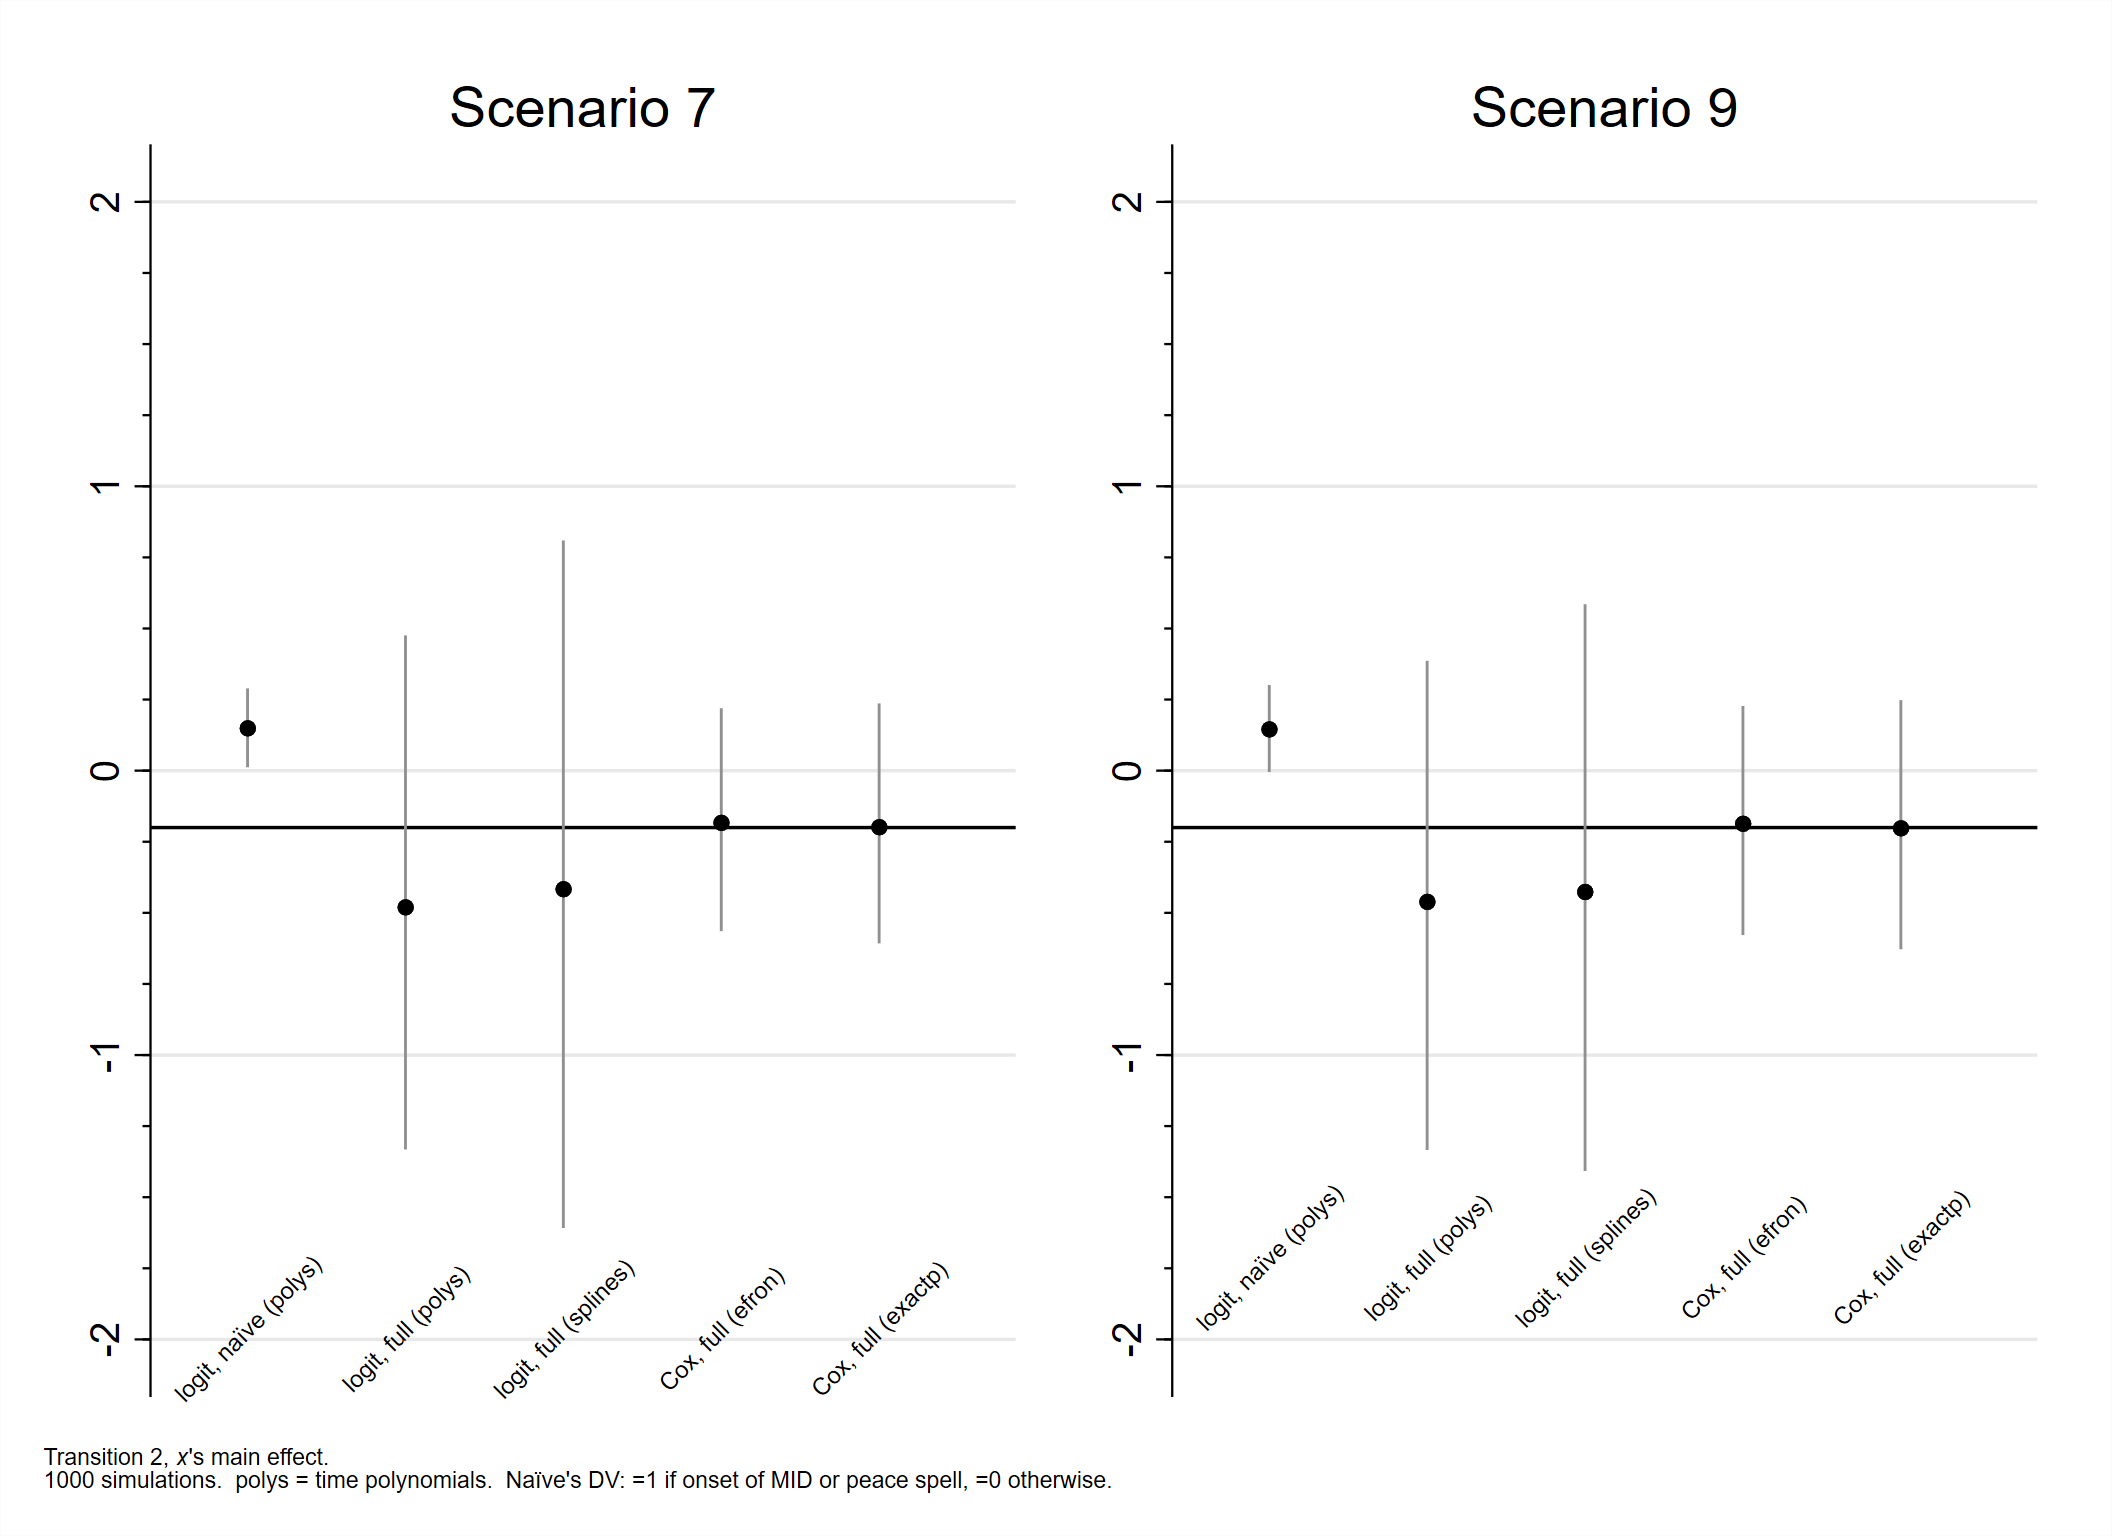 Scenario 7
2
1
0
-1
-2
logit, naïve (polys)
logit, full (polys)
logit, full (splines)
Cox, full (efron)
Cox, full (exactp)
Scenario 9
2
1
0
-1
-2
logit, naïve (polys)
logit, full (polys)
logit, full (splines)
Cox, full (efron)
Cox, full (exactp)
Transition 2, x's main effect.
1000 simulations.  polys = time polynomials.  Naïve's DV: =1 if onset of MID or peace spell, =0 otherwise.